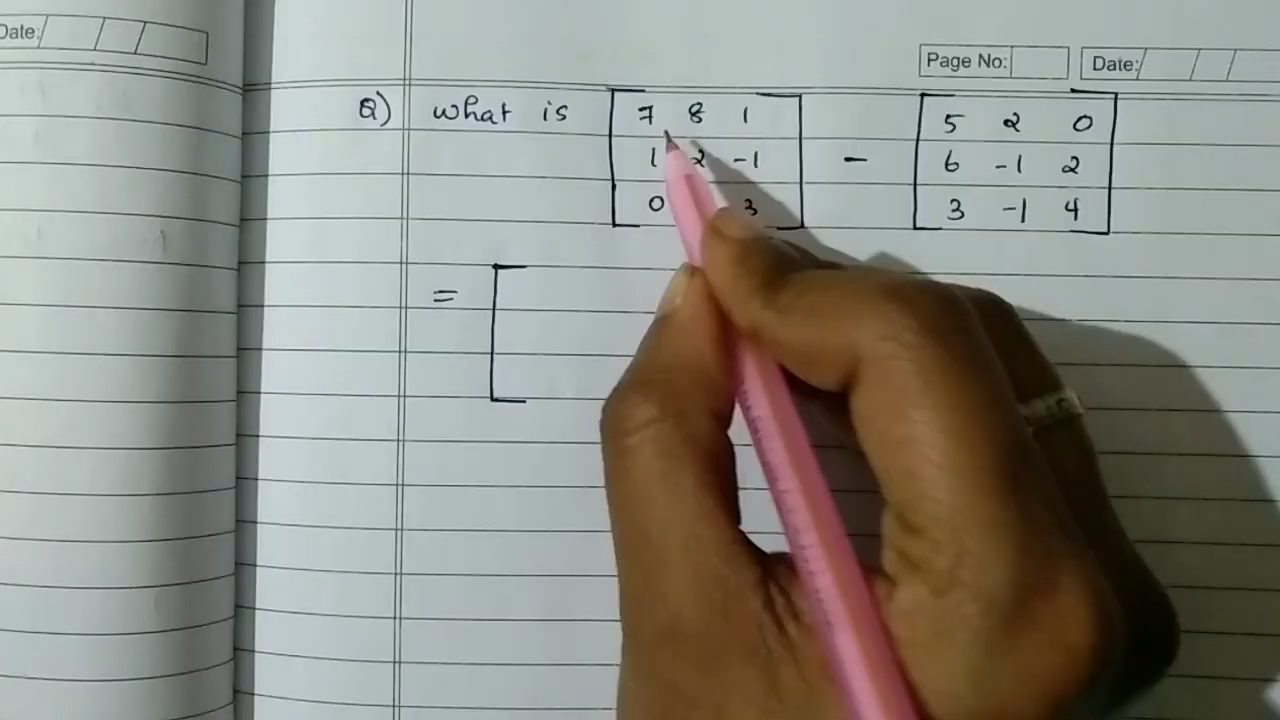 Date:
Page No: Date:
Q) what is 7 8 1 5 2 0
1 2 -1 - 6 -1 2
0 3 3 -1 4
=